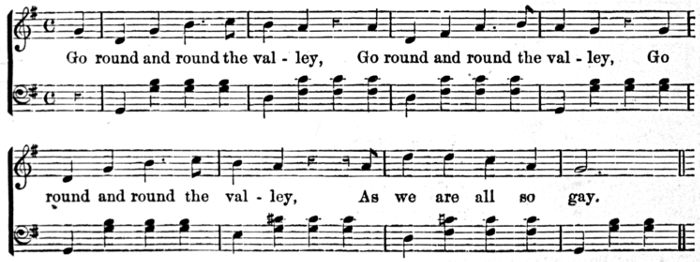 Go round and round the val - ley, Go round and round the val - ley, Go
round and round the val - ley, As we are all so gay.